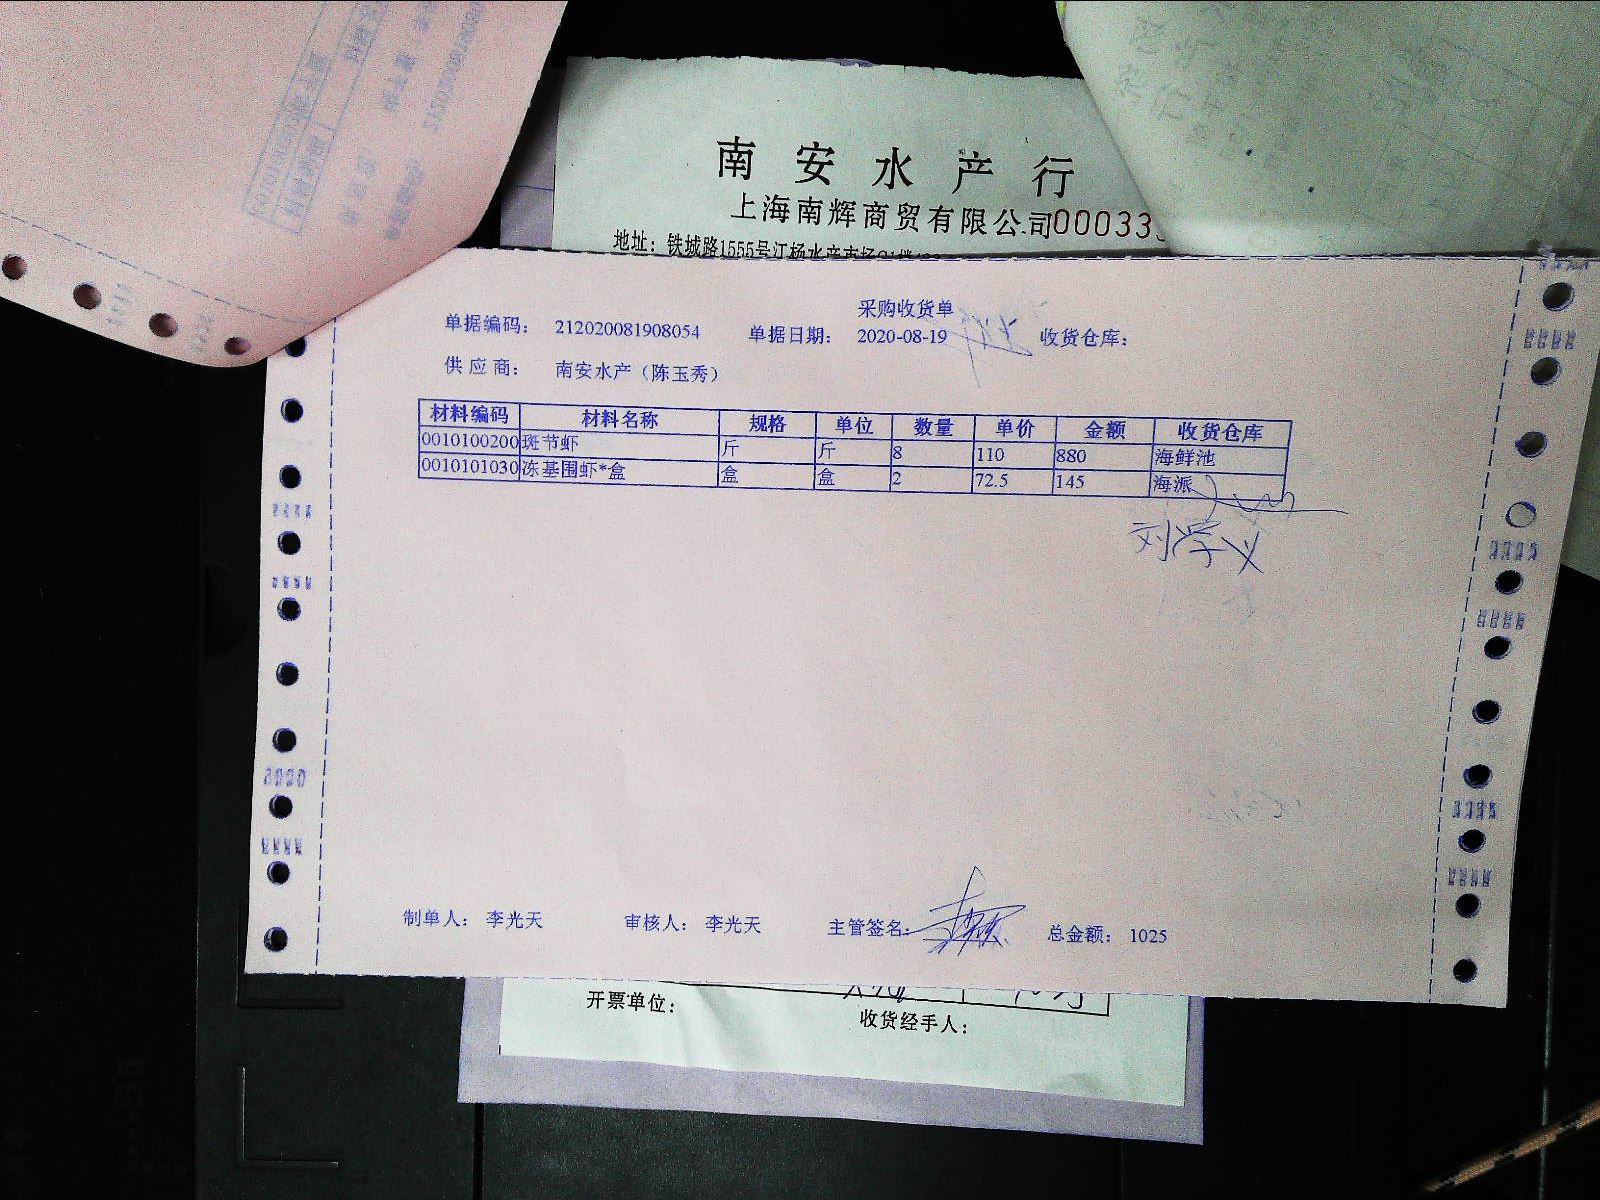 南安水产行
上海南辉商贸有限公司00033
地址：铁城路1555号江杨水产市场
采购收货单
单据编码： 212020081908054 单据日期： 2020-08-19 收货仓库：
供应商： 南安水产（陈玉秀）
材料编码 材料名称 规格 单位 数量 单价 金额 收货仓库
0010100200 斑节虾 斤 斤 8 110 880 海鲜池
0010101030 冻基围虾*盒 盒 盒 2 72.5 145 海派
刘学义
制单人： 李光天 审核人： 李光天 主管签名： 总金额： 1025
开票单位：
收货经手人：